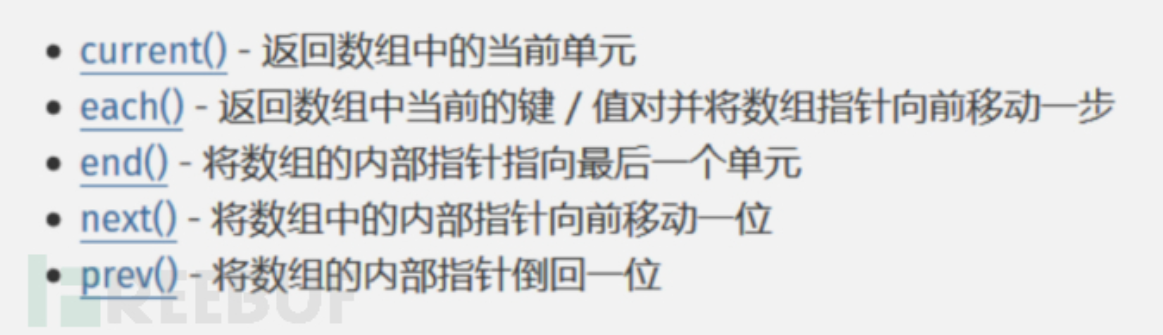 current() - 返回数组中的当前单元
each() - 返回数组中当前的键 / 值对并将数组指针向前移动一步
end() - 将数组的内部指针指向最后一个单元
next() - 将数组中的内部指针向前移动一位
prev() - 将数组的内部指针倒回一位
FREEBUF